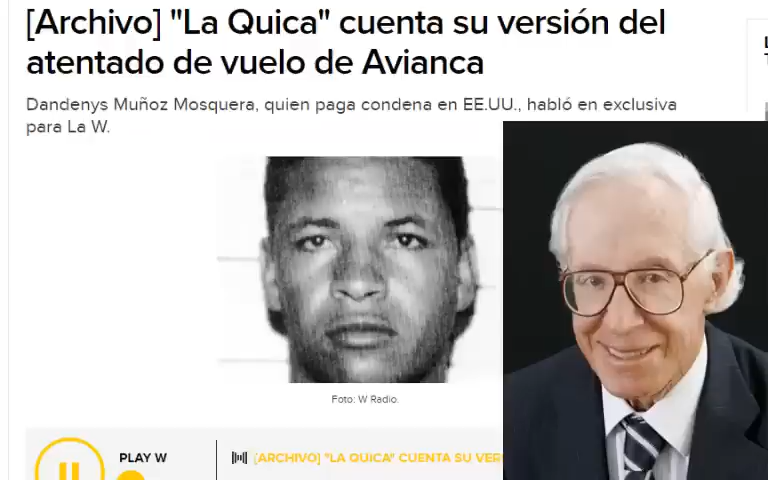 [Archivo] "La Quica" cuenta su versión del
atentado de vuelo de Avianca
Dandenys Muñoz Mosquera, quien paga condena en EE.UU., habló en exclusiva
para La W.
Foto: W Radio.
PLAY W
[ARCHIVO] "LA QUICA" CUENTA SU VER